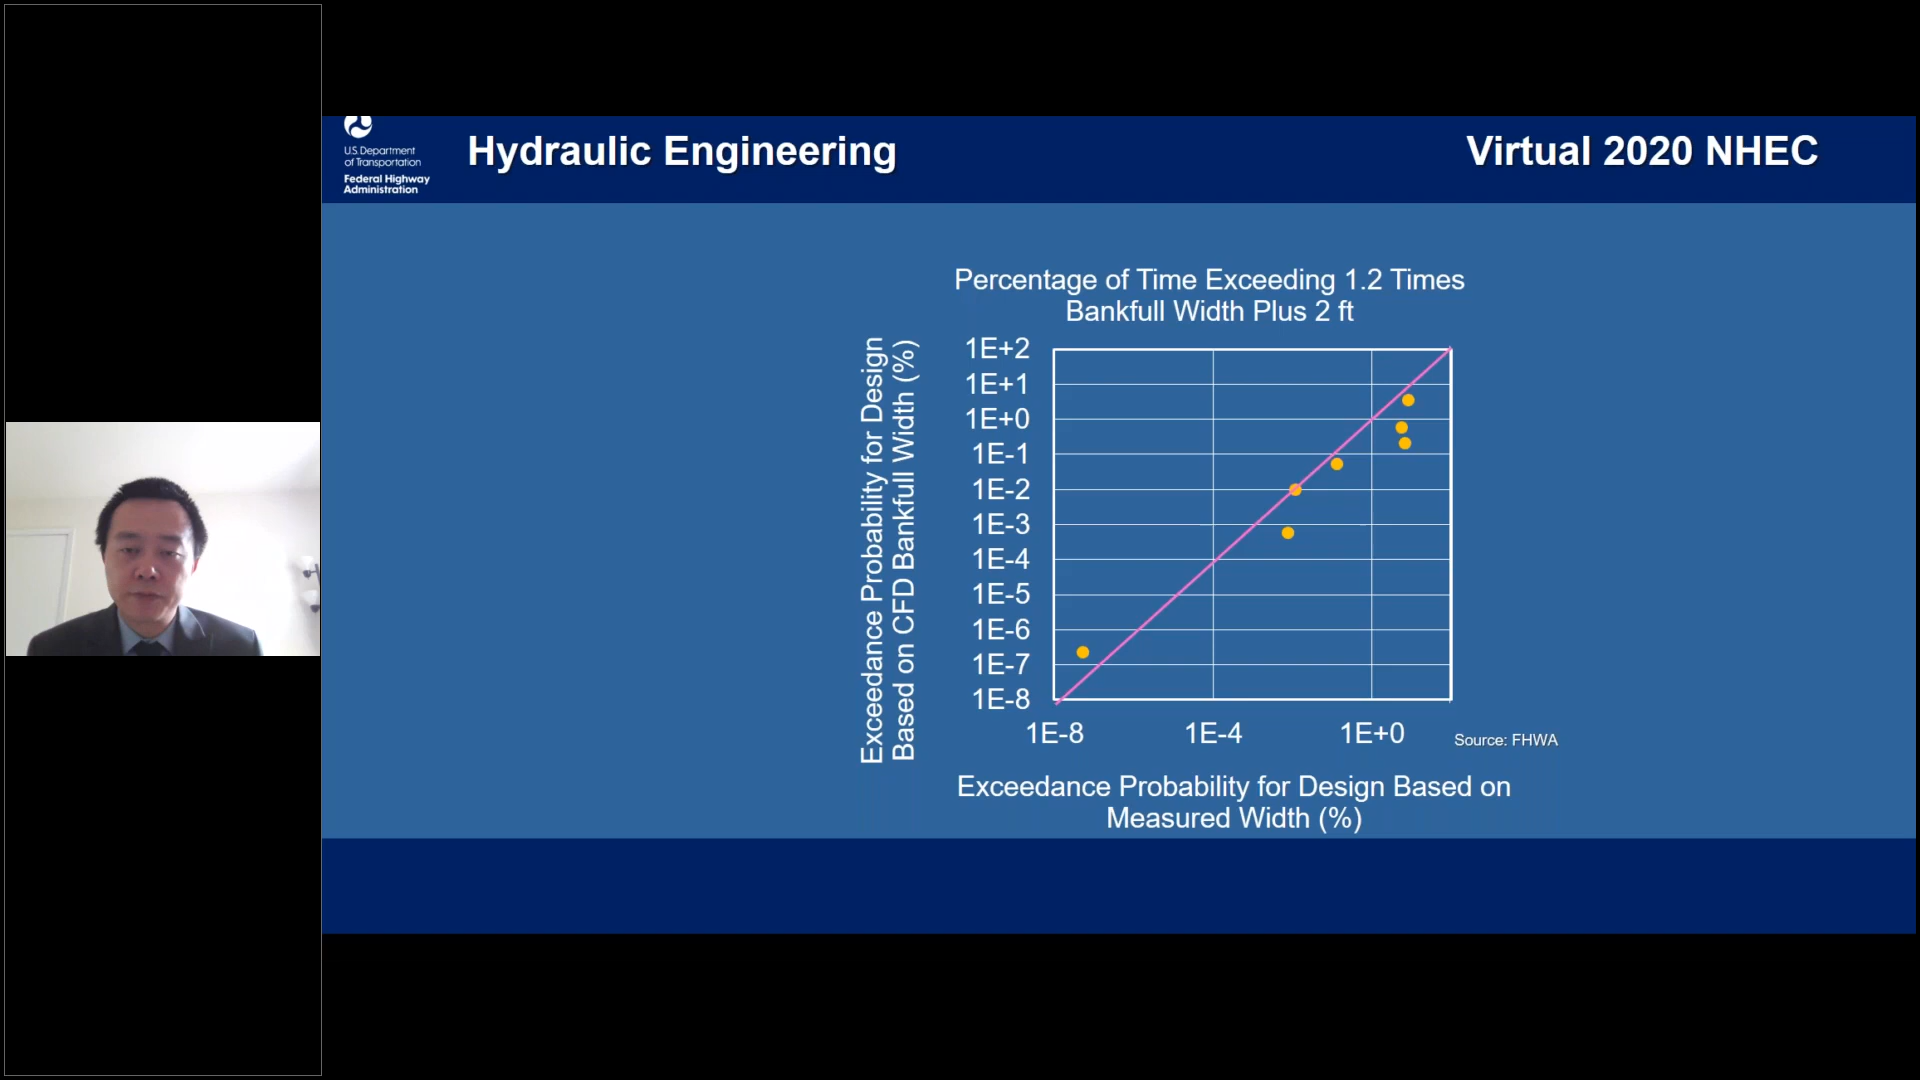 U.S. Department
of Transportation
Federal Highway
Administration
Hydraulic Engineering
Virtual 2020 NHEC
Percentage of Time Exceeding 1.2 Times
Bankfull Width Plus 2 ft
Exceedance Probability for Design
Based on CFD Bankfull Width (%)
1E+2
1E+1
1E+0
1E-1
1E-2
1E-3
1E-4
1E-5
1E-6
1E-7
1E-8
1E-8
1E-4
1E+0
Source: FHWA
Exceedance Probability for Design Based on
Measured Width (%)